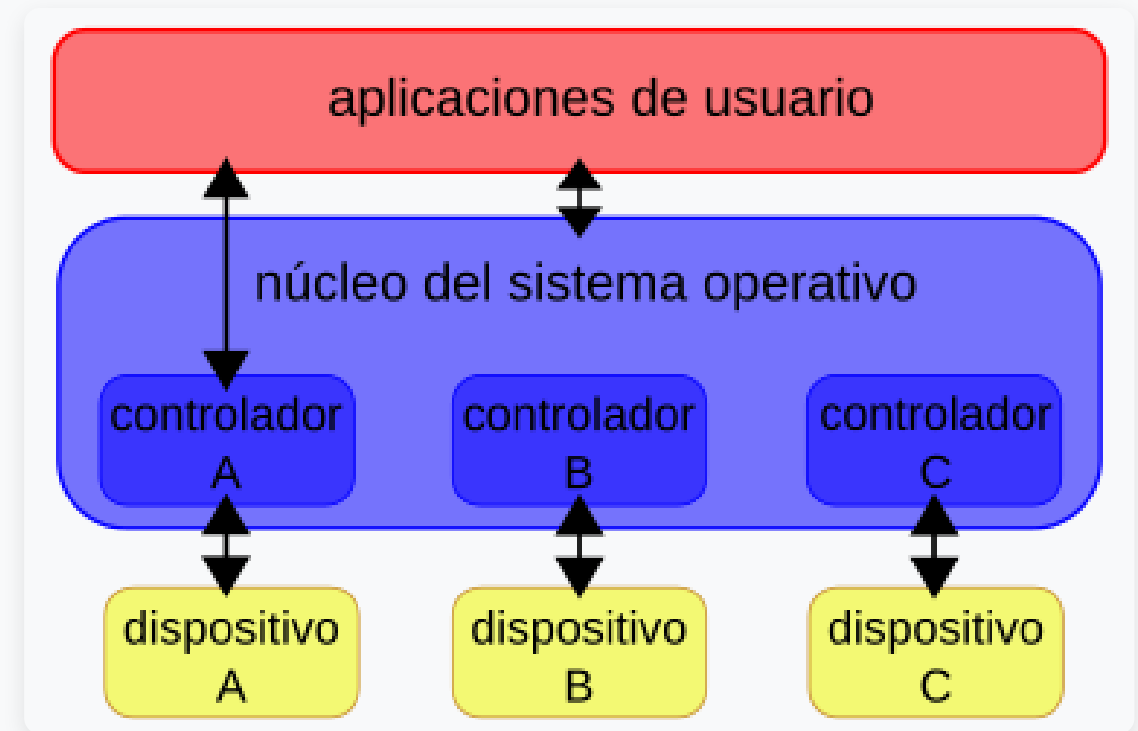 aplicaciones de usuario
núcleo del sistema operativo
controlador
A
controlador
B
controlador
C
dispositivo
A
dispositivo
B
dispositivo
C